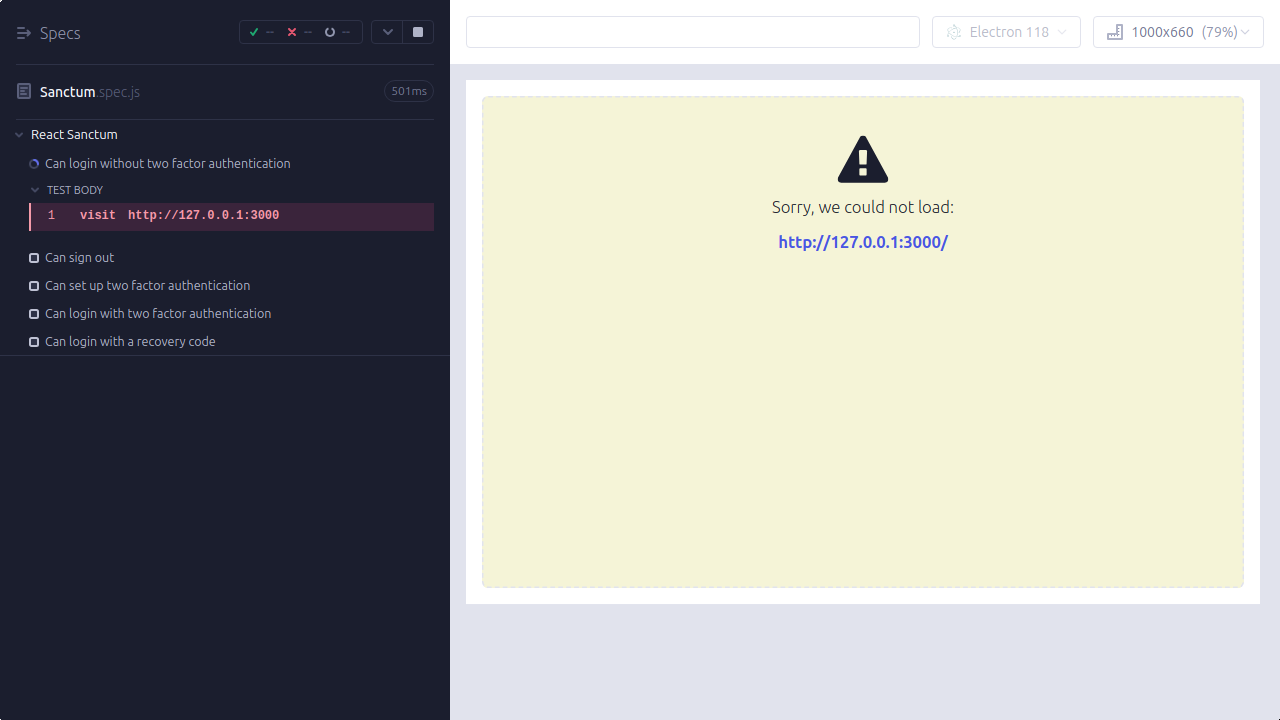 Specs
-- -- --
Sanctum.spec.js
501ms
React Sanctum
Can login without two factor authentication
TEST BODY
1 visit http://127.0.0.1:3000
Can sign out
Can set up two factor authentication
Can login with two factor authentication
Can login with a recovery code
Electron 118
1000x660 (79%)
Sorry, we could not load:
http://127.0.0.1:3000/